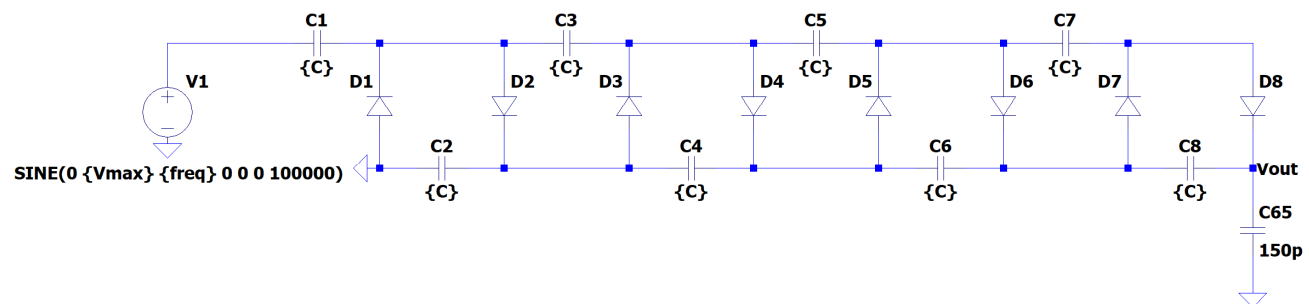 C1
C3
C5
C7
{C}
{C}
{C}
{C}
V1
D1
D2
D3
D4
D5
D6
D7
D8
+
−
C2
C4
C6
C8
SINE(0 {Vmax} {freq} 0 0 0 100000)
Vout
{C}
{C}
{C}
{C}
C65
150p